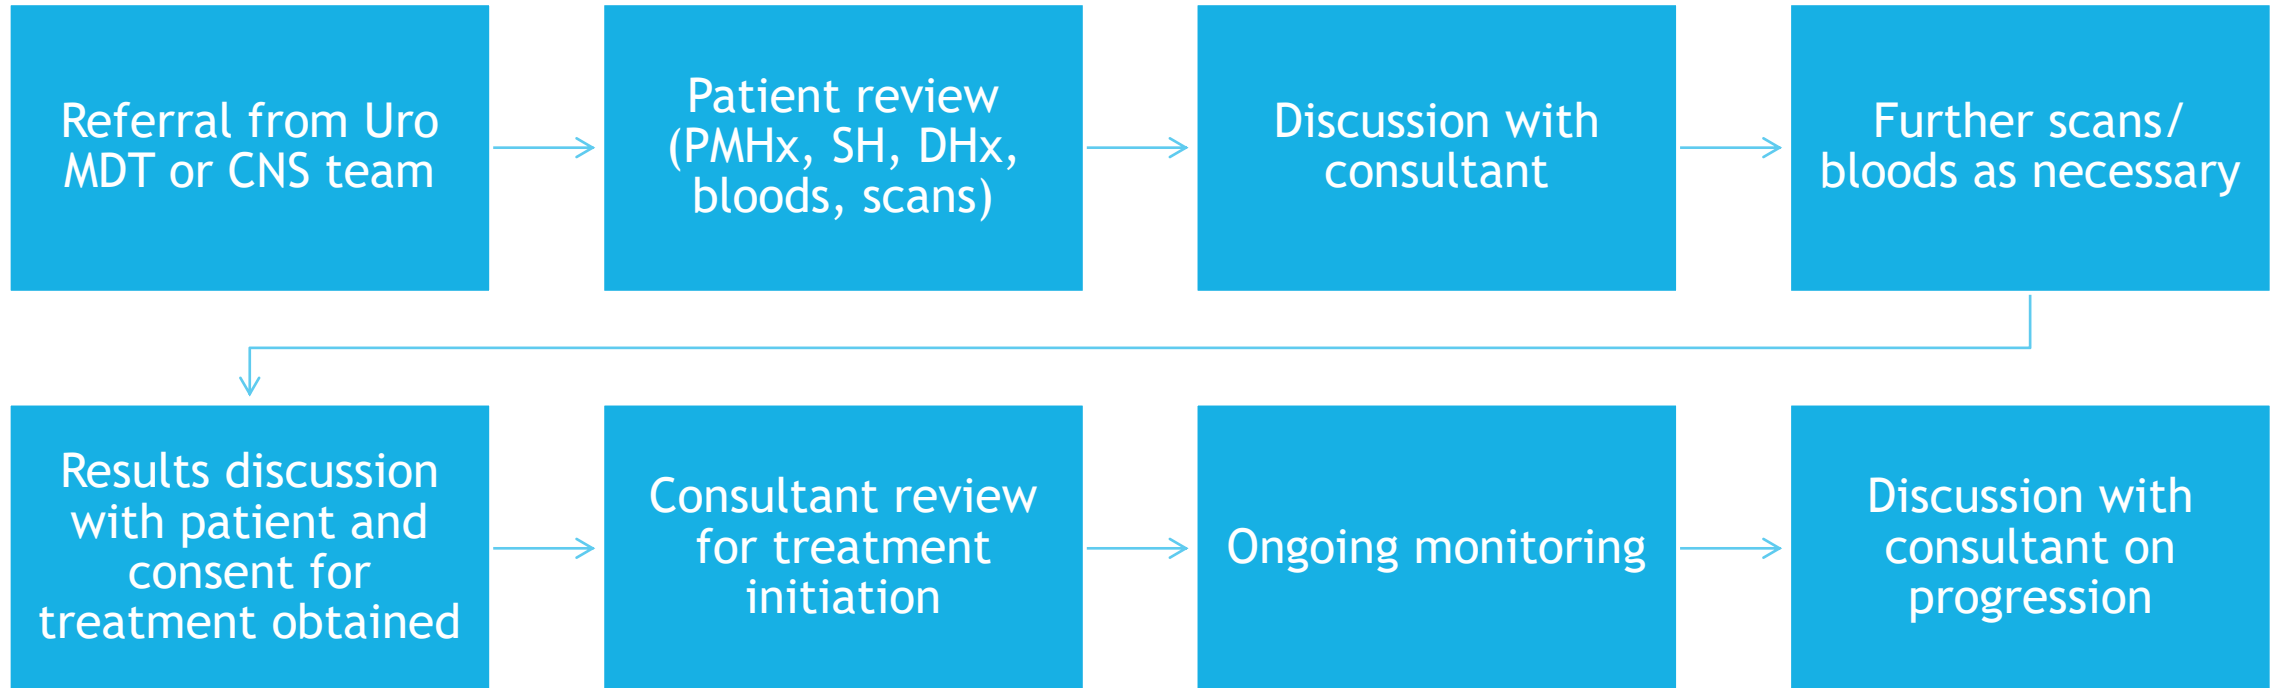 Referral from Uro
MDT or CNS team
Patient review
(PMHx, SH, DHx,
bloods, scans)
Discussion with
consultant
Further scans/
bloods as necessary
Results discussion
with patient and
consent for
treatment obtained
Consultant review
for treatment
initiation
Ongoing monitoring
Discussion with
consultant on
progression